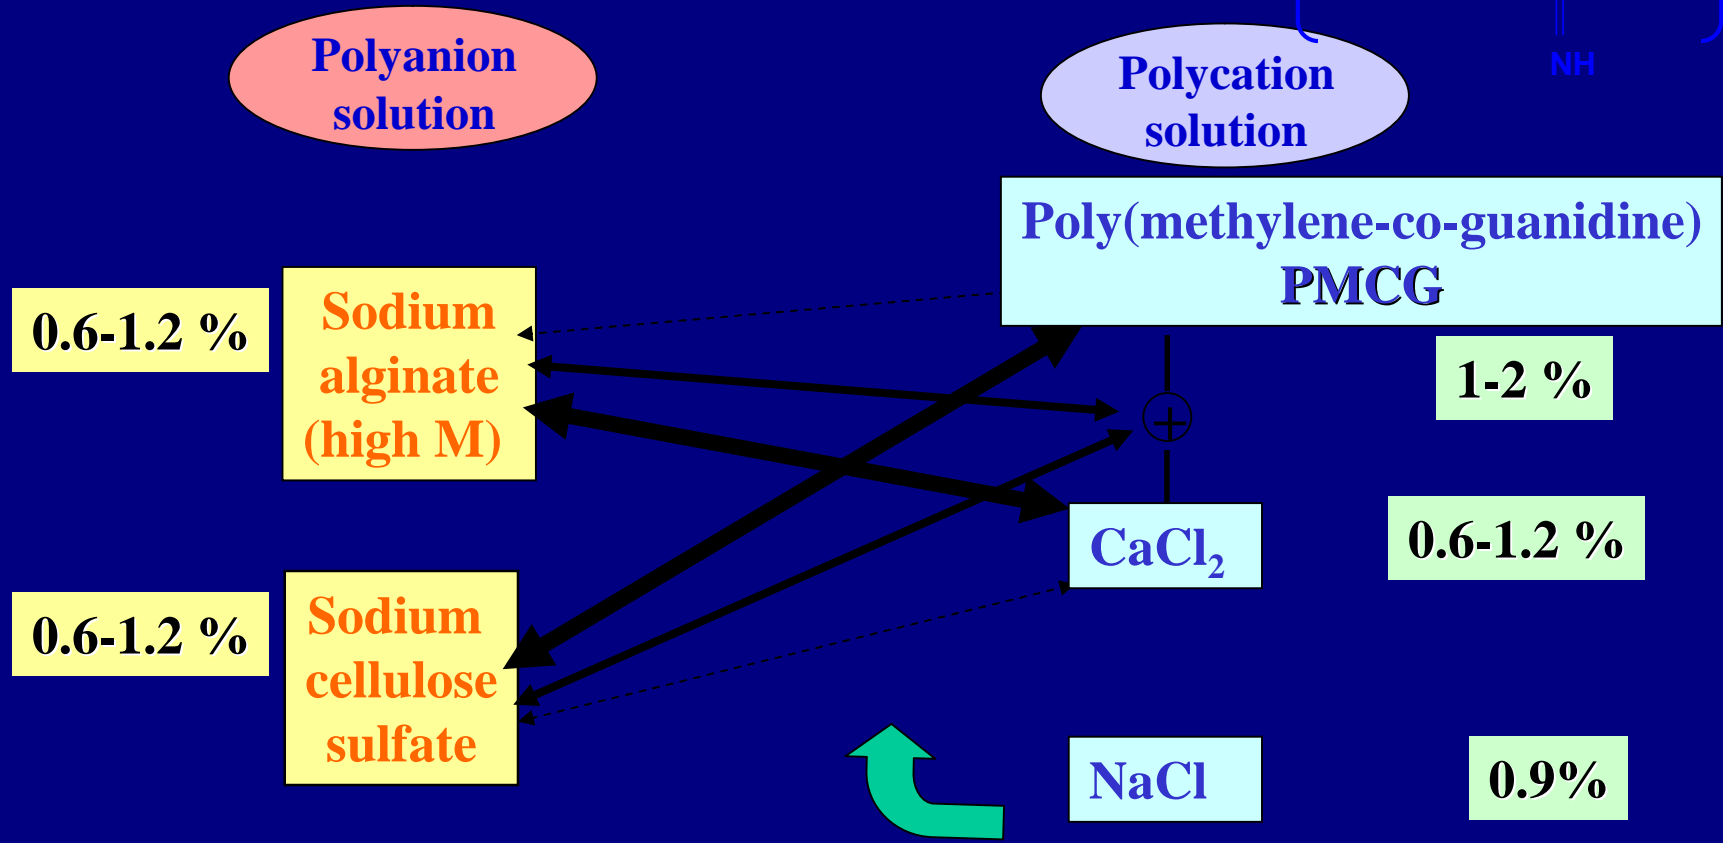 NH
Polyanion
solution
Polycation
solution
Poly(methylene-co-guanidine)
PMCG
0.6-1.2 %
Sodium
alginate
(high M)
1-2 %
+
CaCl₂
0.6-1.2 %
0.6-1.2 %
Sodium
cellulose
sulfate
NaCl
0.9%